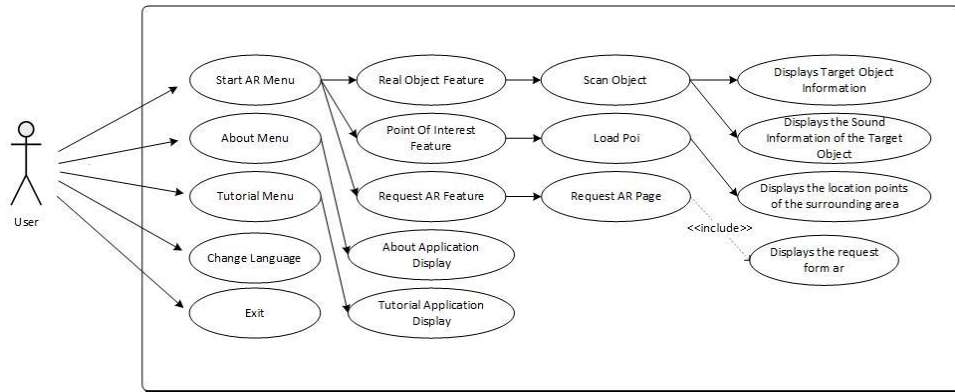 Start AR Menu
Real Object Feature
Scan Object
Displays Target Object
Information
About Menu
Point Of Interest
Feature
Load Poi
Displays the Sound
Information of the Target
Object
User
Tutorial Menu
Request AR Feature
Request AR Page
Displays the location points
of the surrounding area
<<include>>
Change Language
About Application
Display
Displays the request
form ar
Exit
Tutorial Application
Display